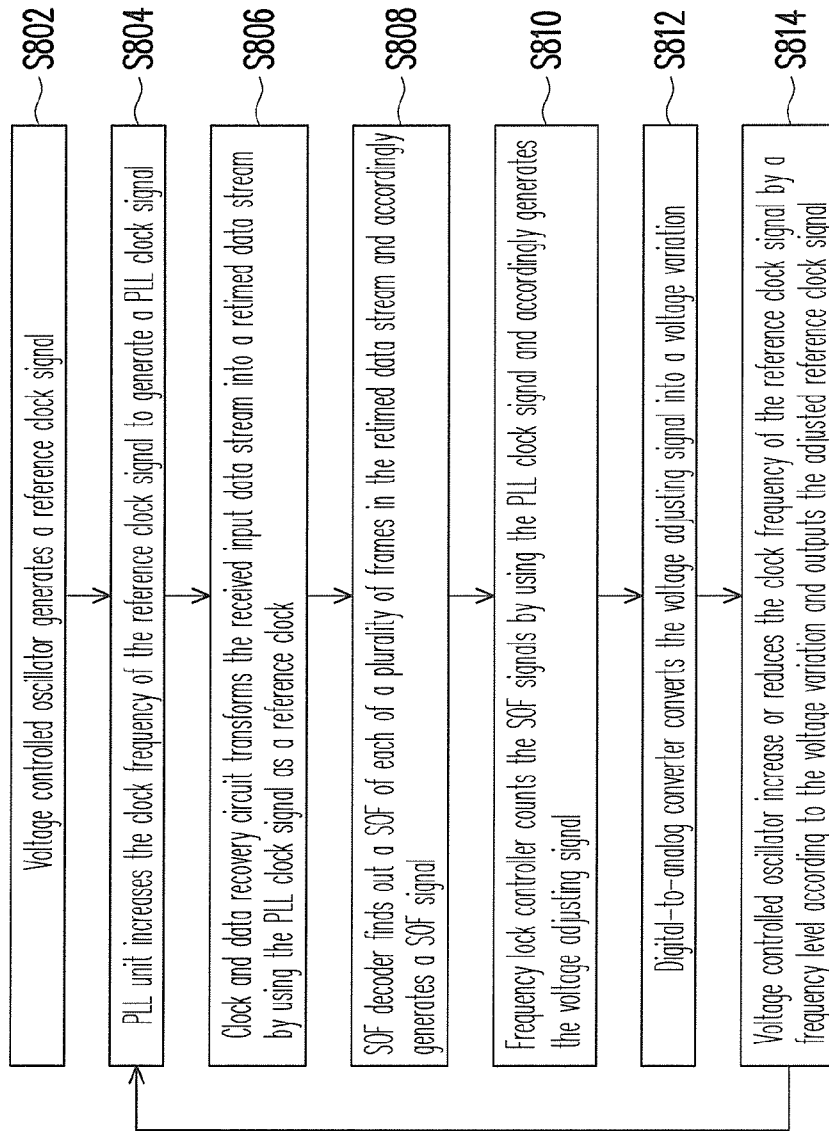 Voltage controlled oscillator generates a reference clock signal
S802
PLL unit increases the clock frequency of the reference clock signal to generate a PLL clock signal
S804
Clock and data recovery circuit transforms the received input data stream into a retimed data stream
by using the PLL clock signal as a reference clock
S806
SOF decoder finds out a SOF of each of a plurality of frames in the retimed data stream and accordingly
generates a SOF signal
S808
Frequency lock controller counts the SOF signals by using the PLL clock signal and accordingly generates
the voltage adjusting signal
S810
Digital-to-analog converter converts the voltage adjusting signal into a voltage variation
S812
Voltage controlled oscillator increase or reduces the clock frequency of the reference clock signal by a
frequency level according to the voltage variation and outputs the adjusted reference clock signal
S814